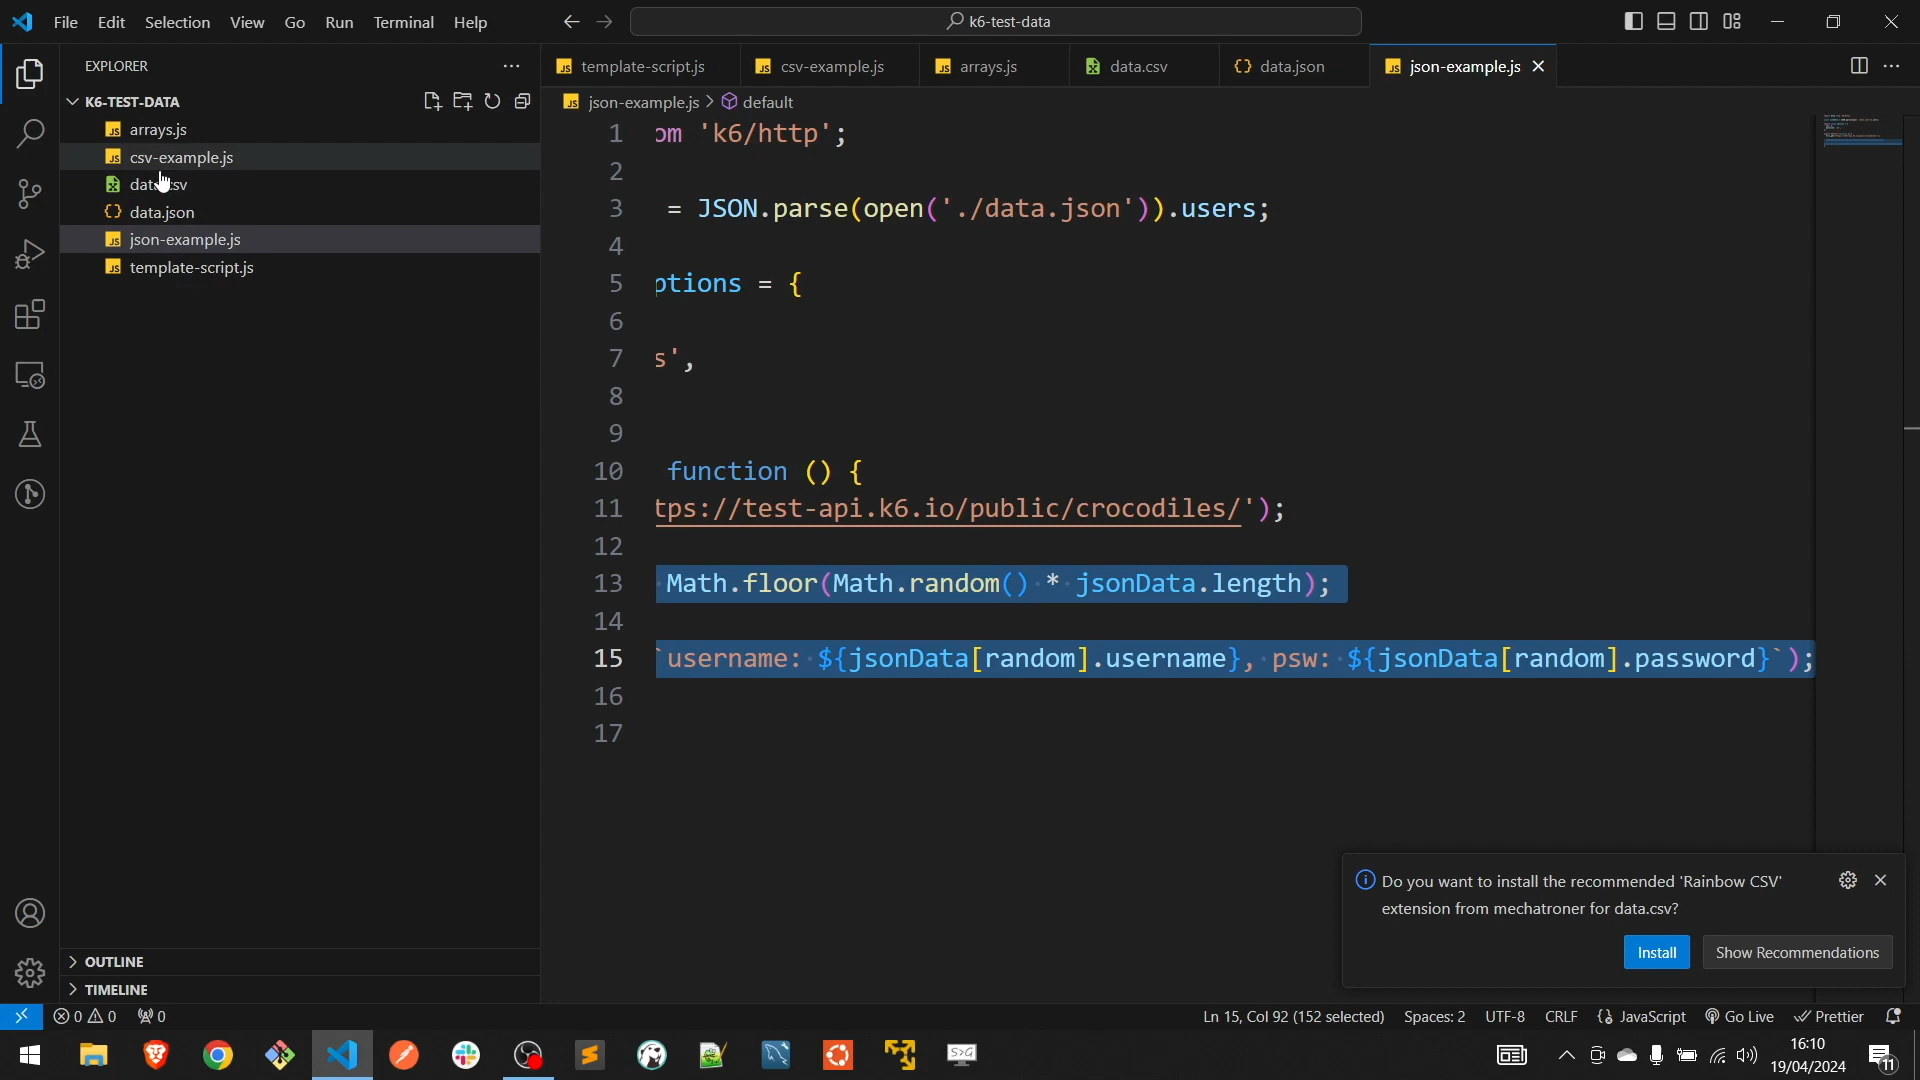 File Edit Selection View Go Run Terminal Help
k6-test-data
EXPLORER
template-script.js
csv-example.js
arrays.js
data.csv
data.json
json-example.js
K6-TEST-DATA
json-example.js > default
arrays.js
csv-example.js
data.csv
data.json
json-example.js
template-script.js
1 om 'k6/http';
2
3 = JSON.parse(open('./data.json')).users;
4
5 ptions = {
6
7 s',
8
9
10 function () {
11 tps://test-api.k6.io/public/crocodiles/');
12
13 Math.floor(Math.random() * jsonData.length);
14
15 `username: ${jsonData[random].username}, psw: ${jsonData[random].password}`);
16
17
Do you want to install the recommended 'Rainbow CSV'
extension from mechatroner for data.csv?
Install
Show Recommendations
OUTLINE
TIMELINE
0 0 0
Ln 15, Col 92 (152 selected) Spaces: 2 UTF-8 CRLF JavaScript Go Live Prettier
16:10
19/04/2024
11